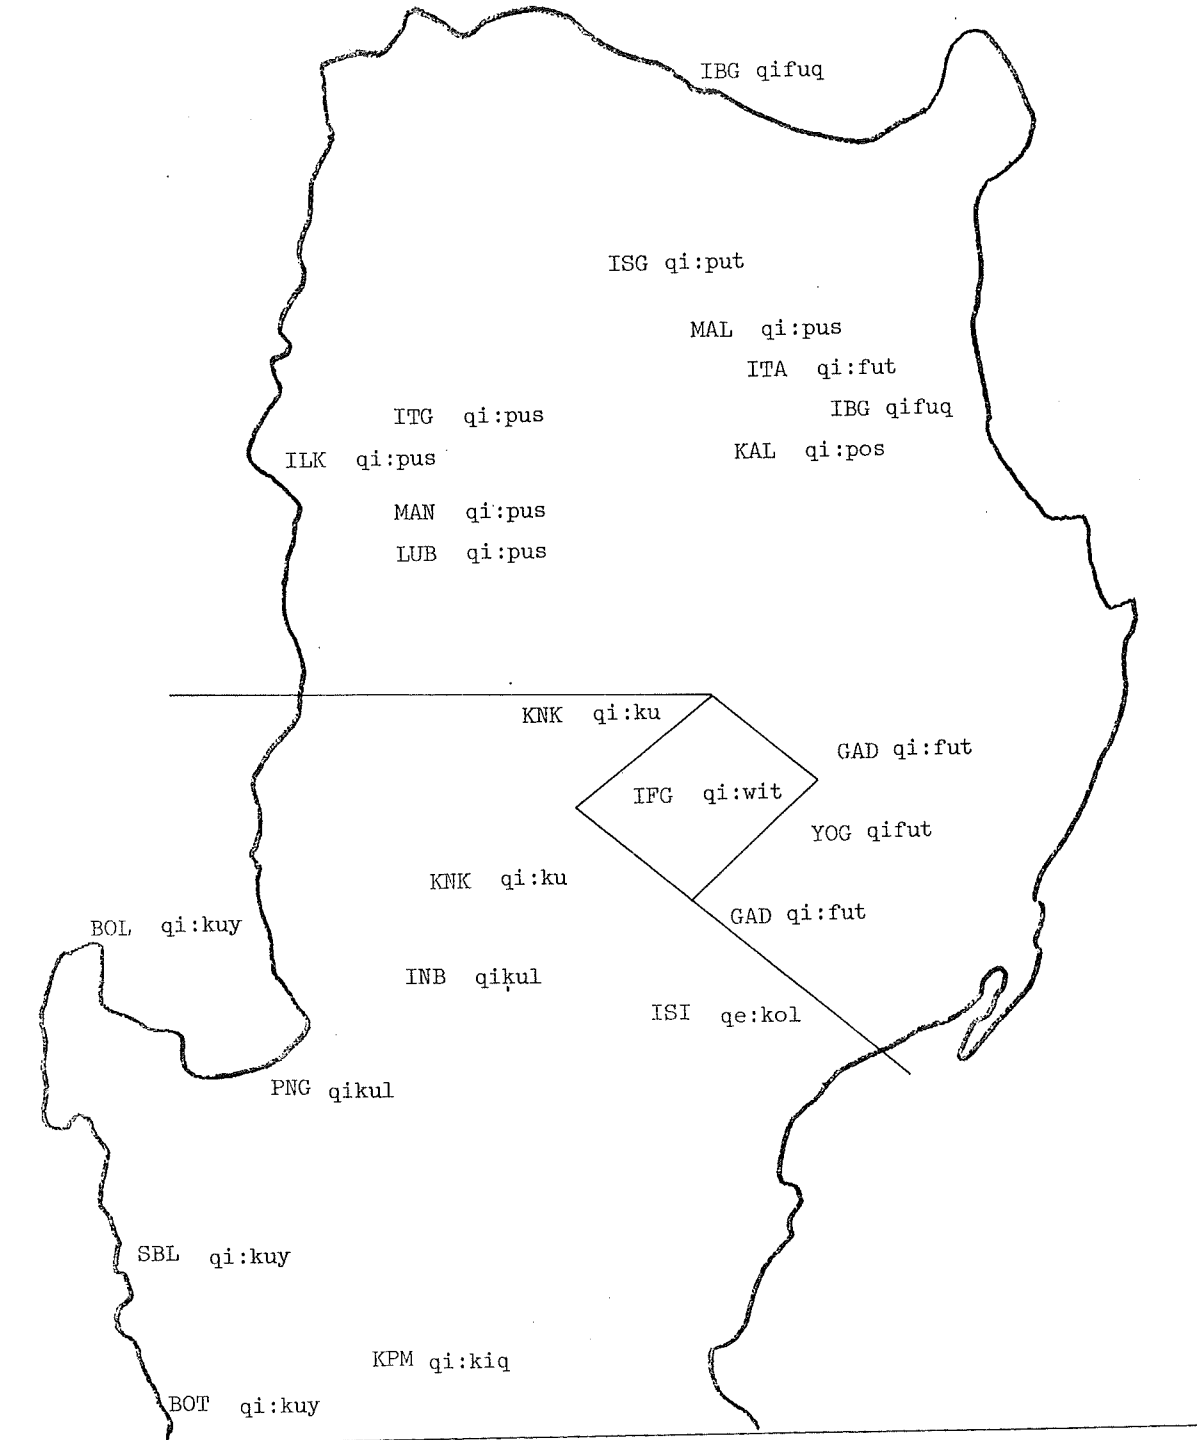 IBG qifuq
ISG qi:put
MAL qi:pus
ITA qi:fut
IBG qifuq
ITG qi:pus
KAL qi:pos
ILK qi:pus
MAN qi:pus
LUB qi:pus
KNK qi:ku
GAD qi:fut
IFG qi:wit
YOG qifut
KNK qi:ku
GAD qi:fut
BOL qi:kuy
INB qiḳul
ISI qe:kol
PNG qikul
SBL qi:kuy
KPM qi:kiq
BOT qi:kuy